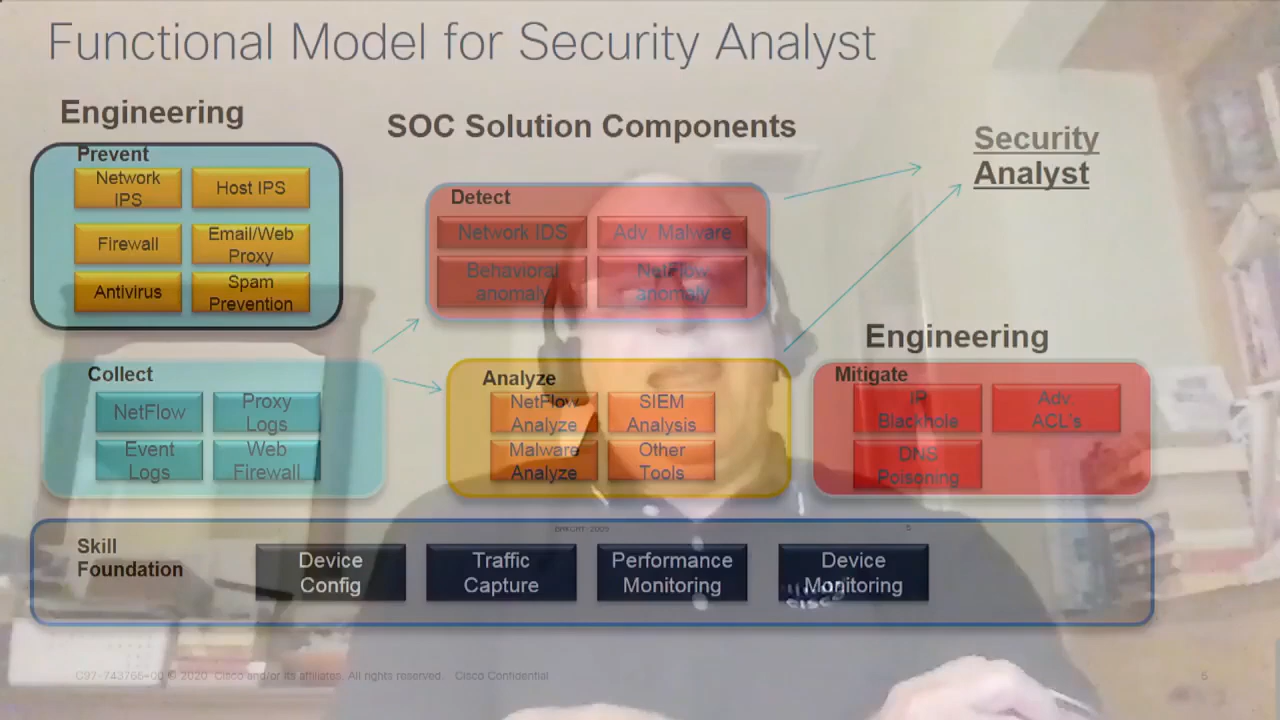 Functional Model for Security Analyst
Engineering
SOC Solution Components
Security
Analyst
Prevent
Network
IPS
Host IPS
Firewall
Email/Web
Proxy
Antivirus
Spam
Prevention
Detect
Network IDS
Adv. Malware
Behavioral
anomaly
NetFlow
anomaly
Collect
NetFlow
Proxy
Logs
Event
Logs
Web
Firewall
Analyze
NetFlow
Analyze
SIEM
Analysis
Malware
Analyze
Other
Tools
Engineering
Mitigate
IP
Blackhole
Adv.
ACL's
DNS
Poisoning
Skill
Foundation
Device
Config
Traffic
Capture
Performance
Monitoring
Device
Monitoring
cisco
C97-743766-00 © 2020 Cisco and/or its affiliates. All rights reserved. Cisco Confidential